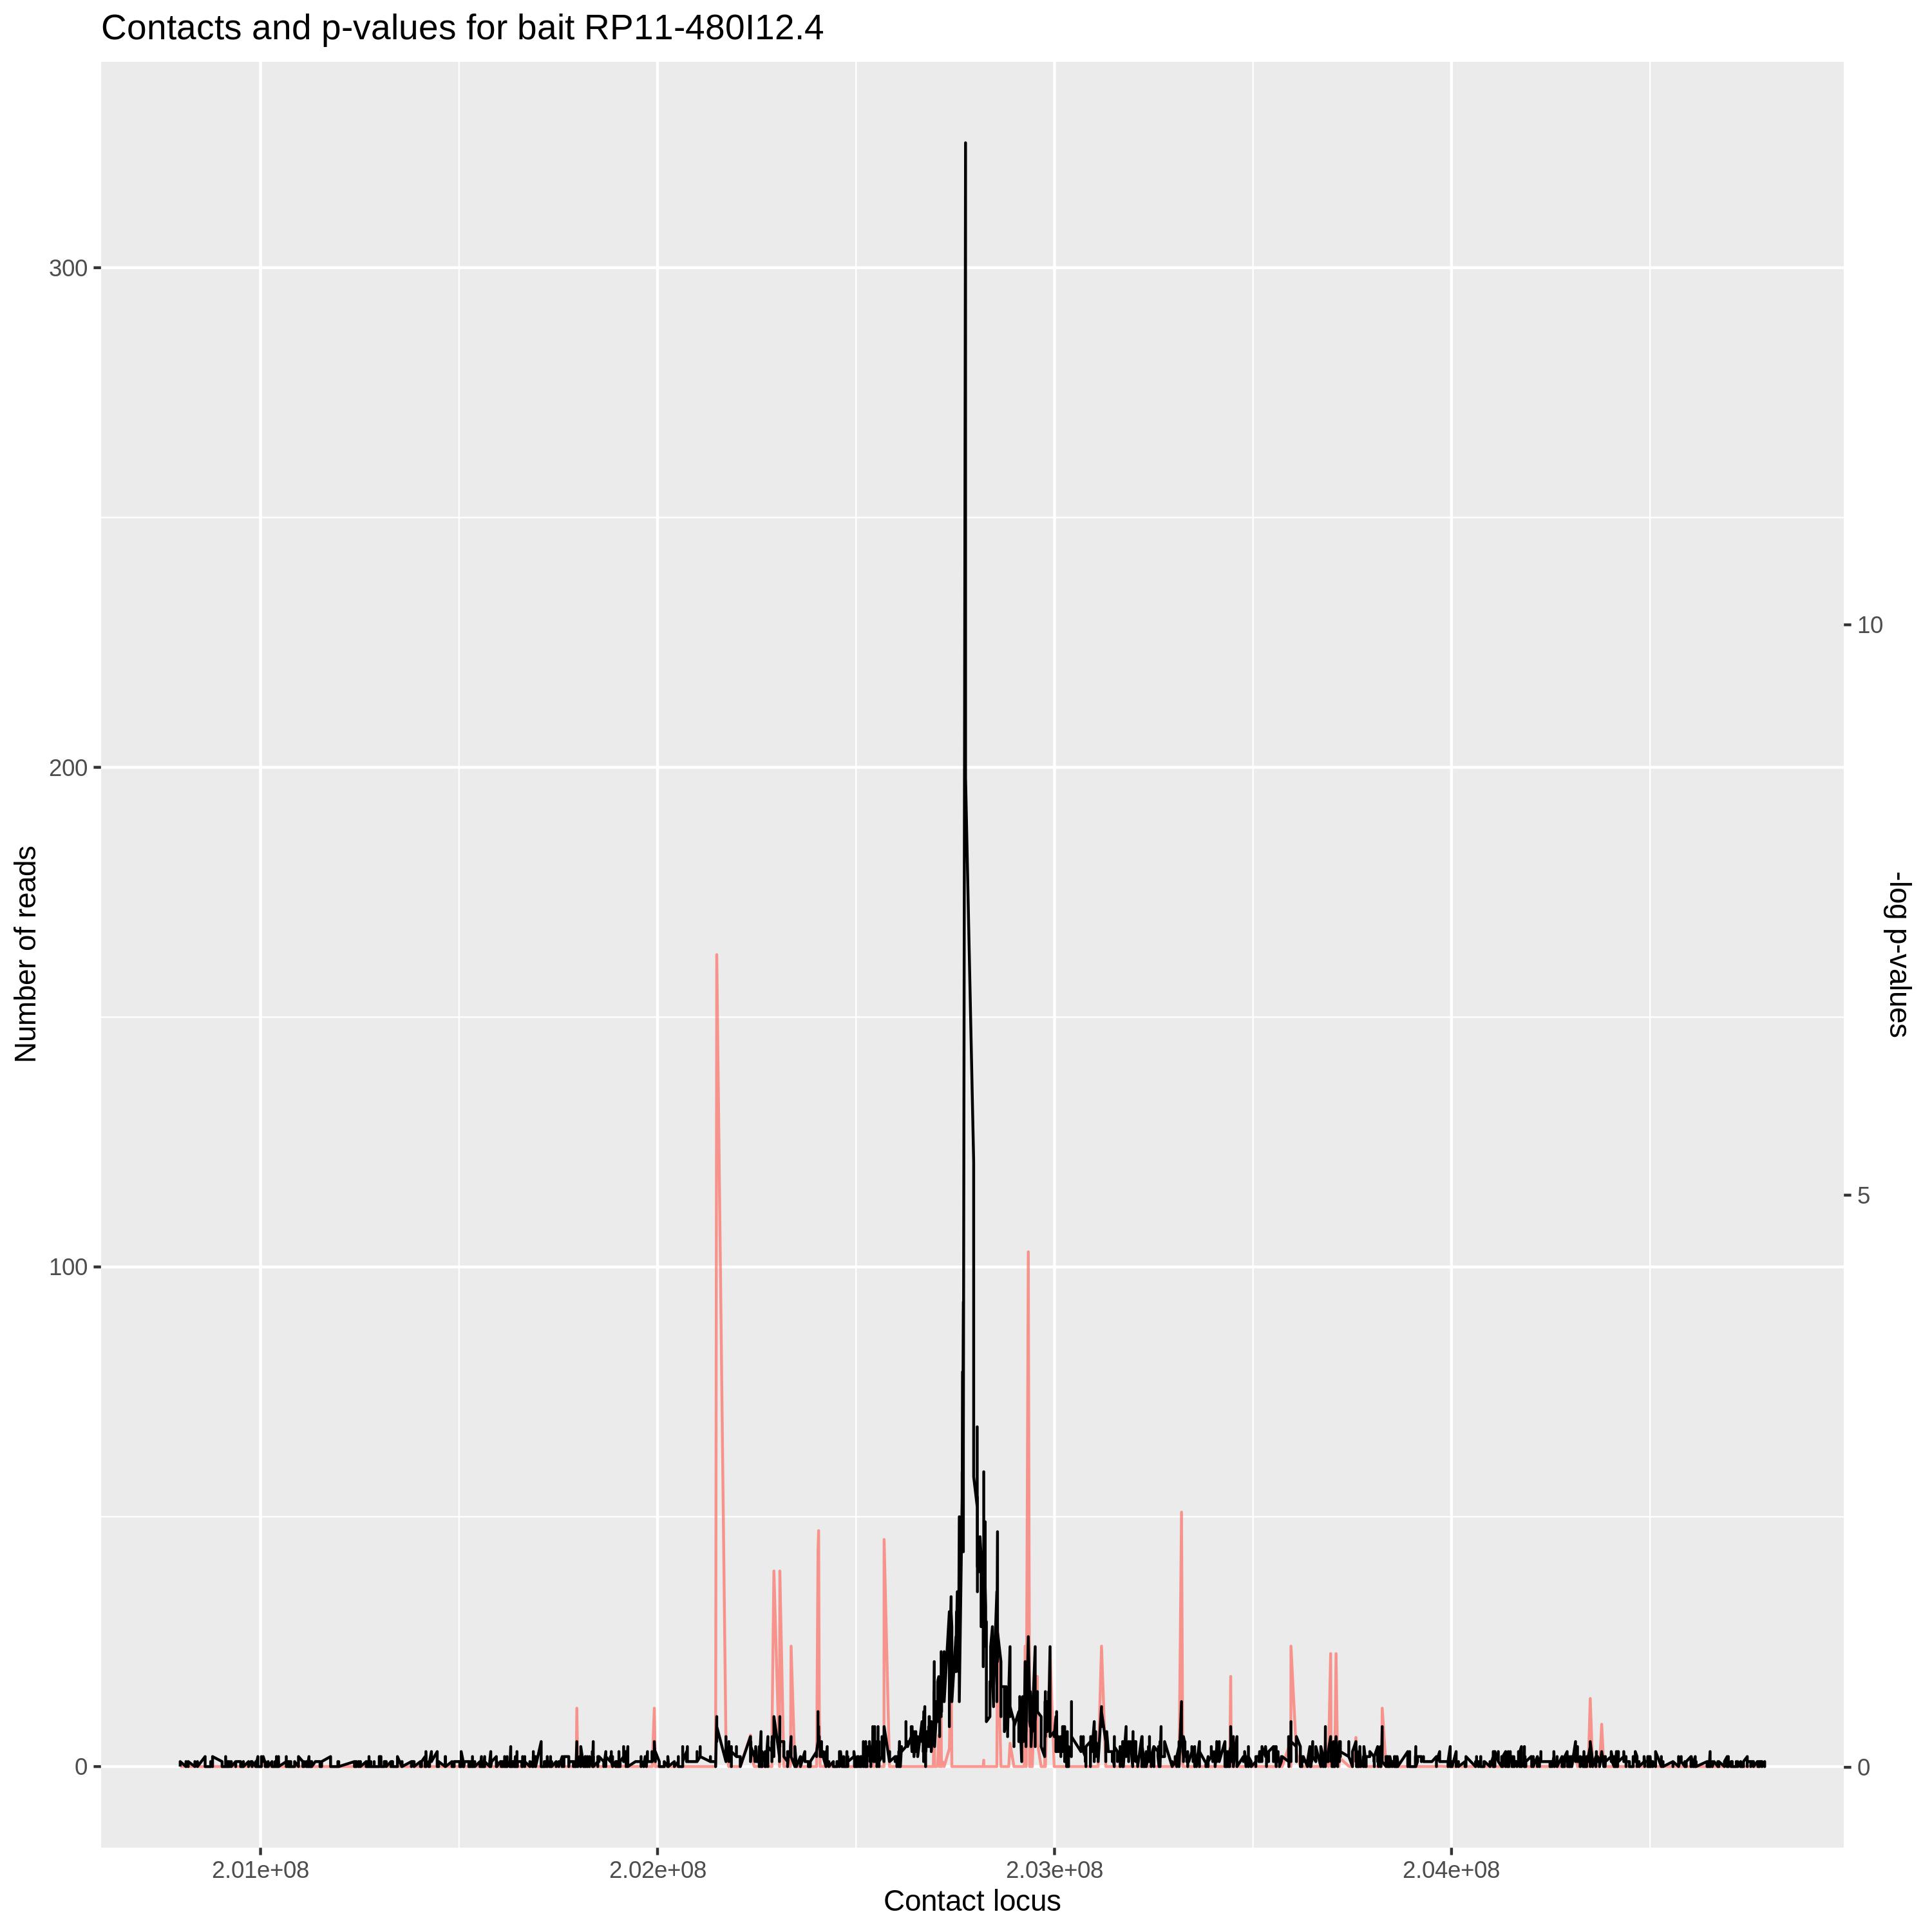 Contacts and p-values for bait RP11-480I12.4
300
200
100
0
Number of reads
10
5
0
-log p-values
2.01e+08
2.02e+08
2.03e+08
2.04e+08
Contact locus